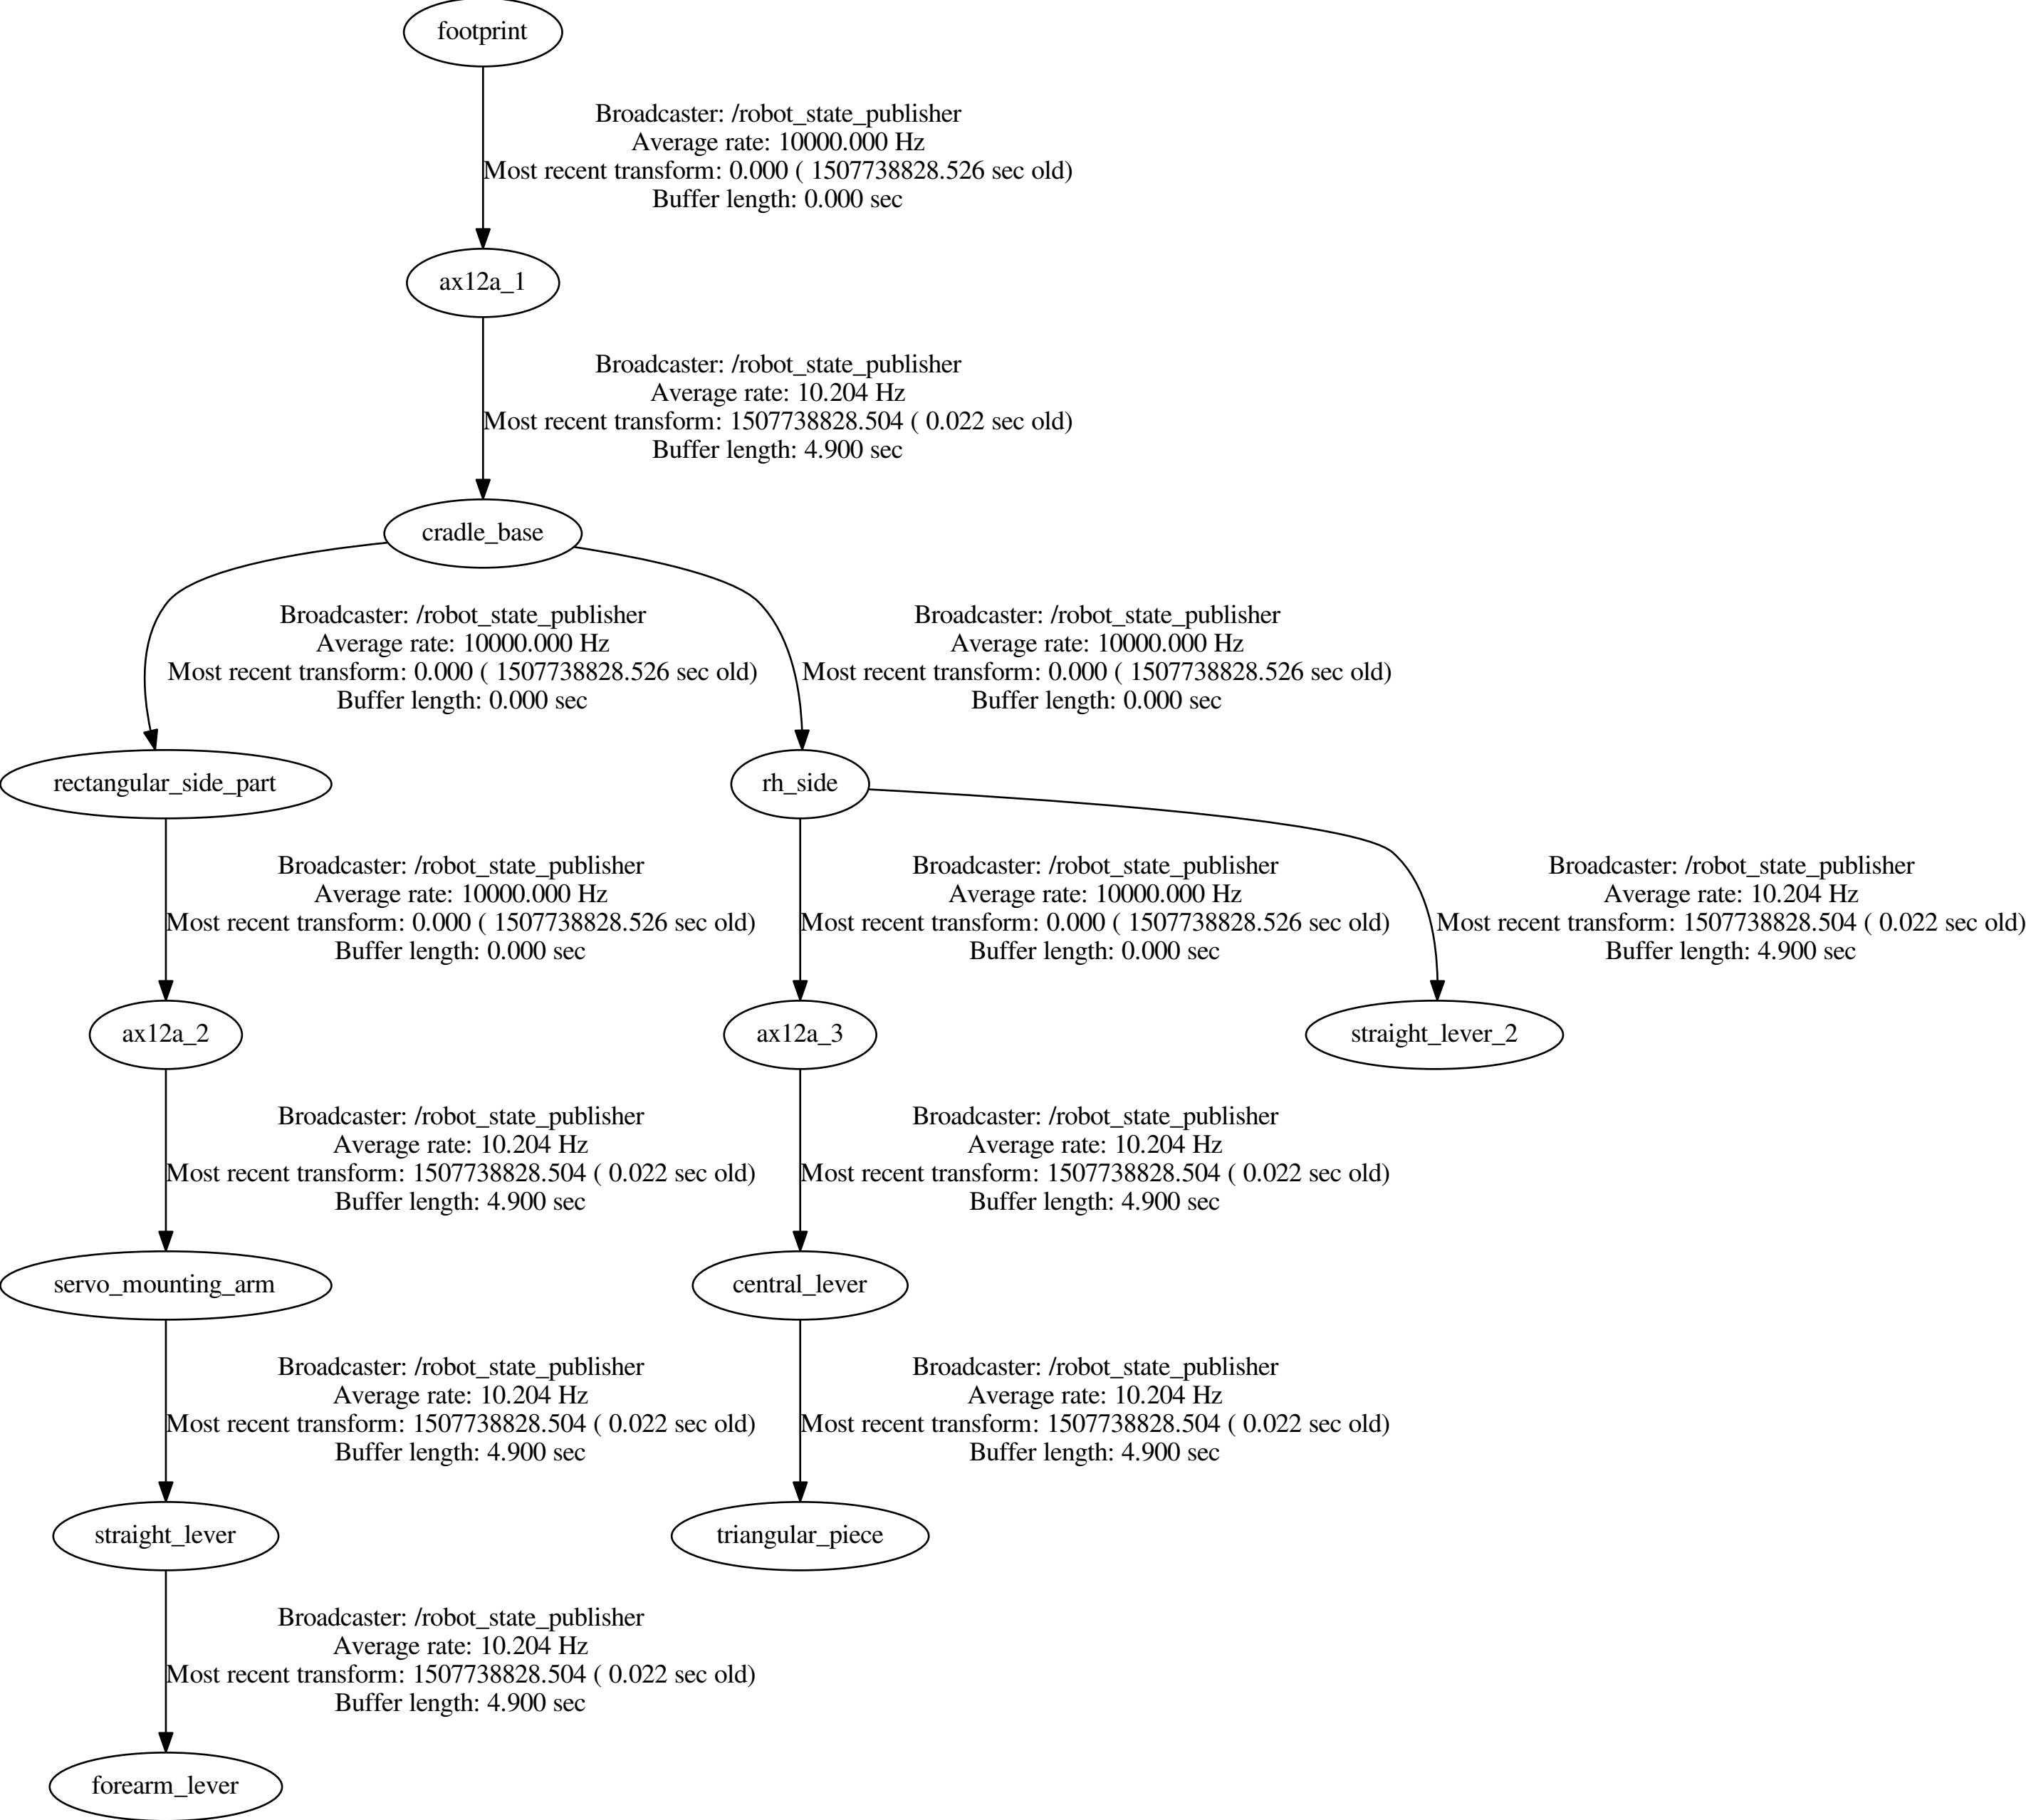 footprint
Broadcaster: /robot_state_publisher
Average rate: 10000.000 Hz
Most recent transform: 0.000 ( 1507738828.526 sec old)
Buffer length: 0.000 sec
ax12a_1
Broadcaster: /robot_state_publisher
Average rate: 10.204 Hz
Most recent transform: 1507738828.504 ( 0.022 sec old)
Buffer length: 4.900 sec
cradle_base
Broadcaster: /robot_state_publisher
Average rate: 10000.000 Hz
Most recent transform: 0.000 ( 1507738828.526 sec old)
Buffer length: 0.000 sec
Broadcaster: /robot_state_publisher
Average rate: 10000.000 Hz
Most recent transform: 0.000 ( 1507738828.526 sec old)
Buffer length: 0.000 sec
rectangular_side_part
rh_side
Broadcaster: /robot_state_publisher
Average rate: 10000.000 Hz
Most recent transform: 0.000 ( 1507738828.526 sec old)
Buffer length: 0.000 sec
Broadcaster: /robot_state_publisher
Average rate: 10000.000 Hz
Most recent transform: 0.000 ( 1507738828.526 sec old)
Buffer length: 0.000 sec
Broadcaster: /robot_state_publisher
Average rate: 10.204 Hz
Most recent transform: 1507738828.504 ( 0.022 sec old)
Buffer length: 4.900 sec
ax12a_2
ax12a_3
straight_lever_2
Broadcaster: /robot_state_publisher
Average rate: 10.204 Hz
Most recent transform: 1507738828.504 ( 0.022 sec old)
Buffer length: 4.900 sec
Broadcaster: /robot_state_publisher
Average rate: 10.204 Hz
Most recent transform: 1507738828.504 ( 0.022 sec old)
Buffer length: 4.900 sec
servo_mounting_arm
central_lever
Broadcaster: /robot_state_publisher
Average rate: 10.204 Hz
Most recent transform: 1507738828.504 ( 0.022 sec old)
Buffer length: 4.900 sec
Broadcaster: /robot_state_publisher
Average rate: 10.204 Hz
Most recent transform: 1507738828.504 ( 0.022 sec old)
Buffer length: 4.900 sec
straight_lever
triangular_piece
Broadcaster: /robot_state_publisher
Average rate: 10.204 Hz
Most recent transform: 1507738828.504 ( 0.022 sec old)
Buffer length: 4.900 sec
forearm_lever